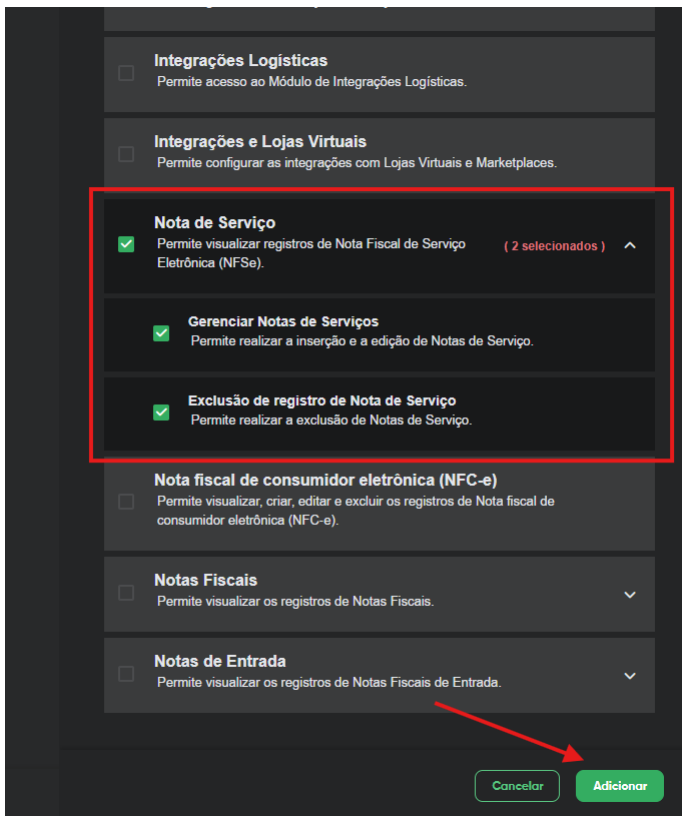 Integrações Logísticas
Permite acesso ao Módulo de Integrações Logísticas.
Integrações e Lojas Virtuais
Permite configurar as integrações com Lojas Virtuais e Marketplaces.
Nota de Serviço
Permite visualizar registros de Nota Fiscal de Serviço
Eletrônica (NFSe).
( 2 selecionados )
Gerenciar Notas de Serviços
Permite realizar a inserção e a edição de Notas de Serviço.
Exclusão de registro de Nota de Serviço
Permite realizar a exclusão de Notas de Serviço.
Nota fiscal de consumidor eletrônica (NFC-e)
Permite visualizar, criar, editar e excluir os registros de Nota fiscal de
consumidor eletrônica (NFC-e).
Notas Fiscais
Permite visualizar os registros de Notas Fiscais.
Notas de Entrada
Permite visualizar os registros de Notas Fiscais de Entrada.
Cancelar
Adicionar